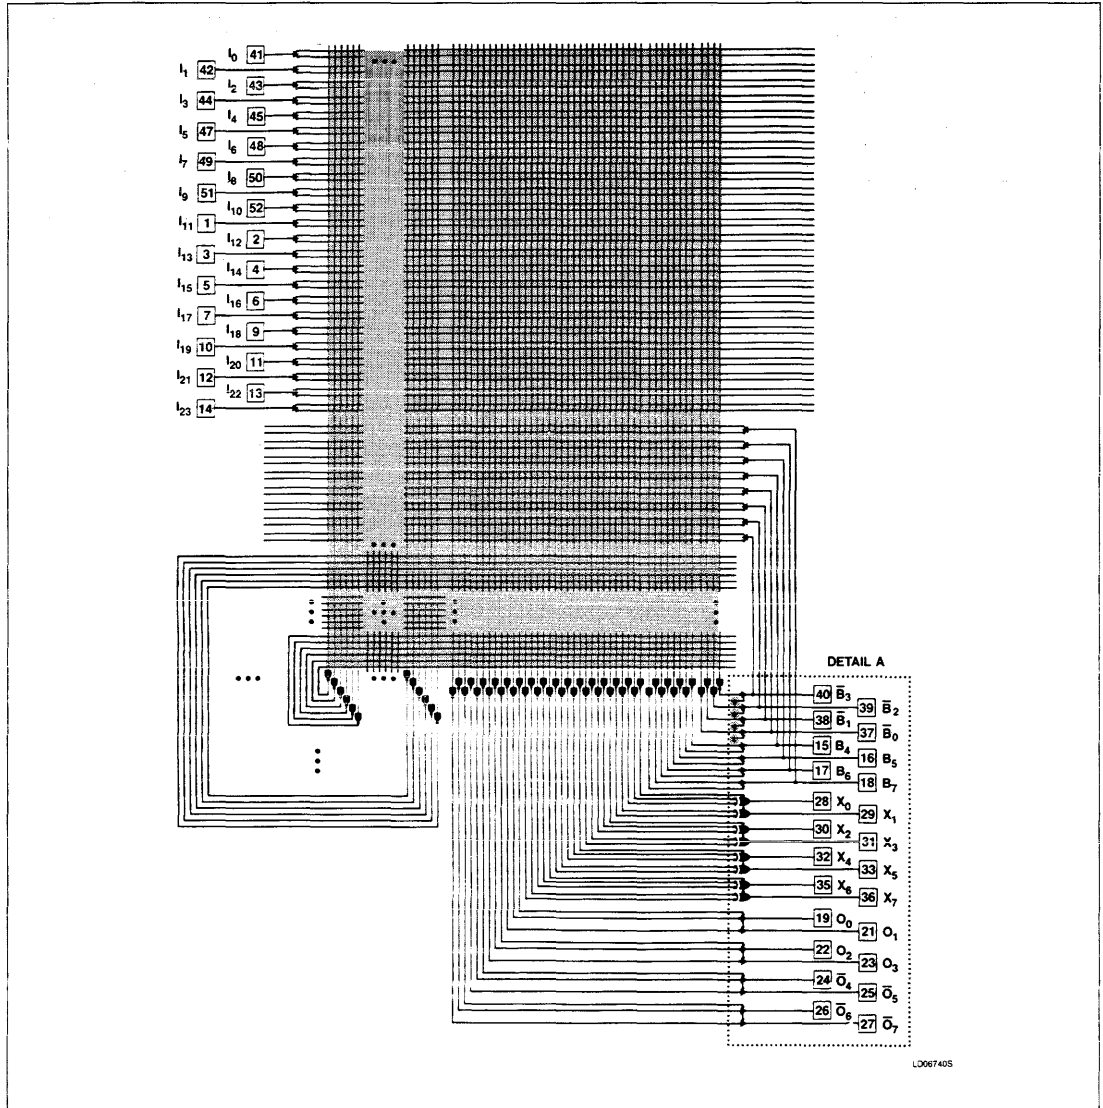 I0 41
I1 42
I2 43
I3 44
I4 45
I5 47
I6 48
I7 49
I8 50
I9 51
I10 52
I11 1
I12 2
I13 3
I14 4
I15 5
I16 6
I17 7
I18 9
I19 10
I20 11
I21 12
I22 13
I23 14
DETAIL A
40 B̅3
39 B̅2
38 B̅1
37 B̅0
15 B4
16 B5
17 B6
18 B7
28 X0
29 X1
30 X2
31 X3
32 X4
33 X5
35 X6
36 X7
19 O0
21 O1
22 O2
23 O3
24 O̅4
25 O̅5
26 O̅6
27 O̅7
LD06740S